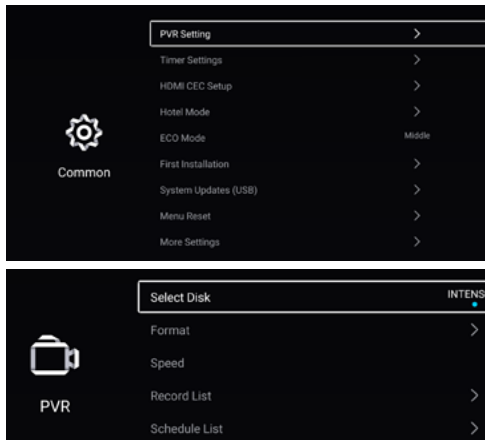 PVR Setting
Timer Settings
HDMI CEC Setup
Hotel Mode
ECO Mode Middle
Common
First Installation
System Updates (USB)
Menu Reset
More Settings
Select Disk INTENS
Format
Speed
Record List
PVR
Schedule List